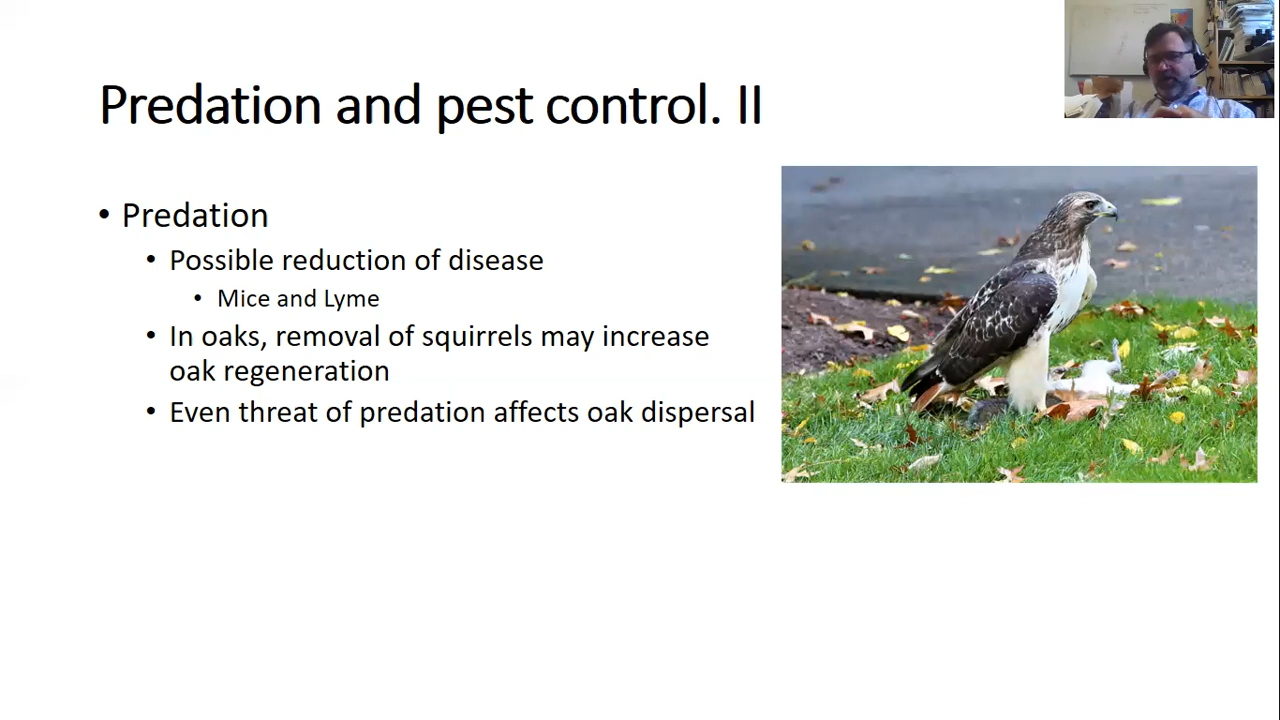 Predation and pest control. II
• Predation
• Possible reduction of disease
• Mice and Lyme
• In oaks, removal of squirrels may increase
oak regeneration
• Even threat of predation affects oak dispersal